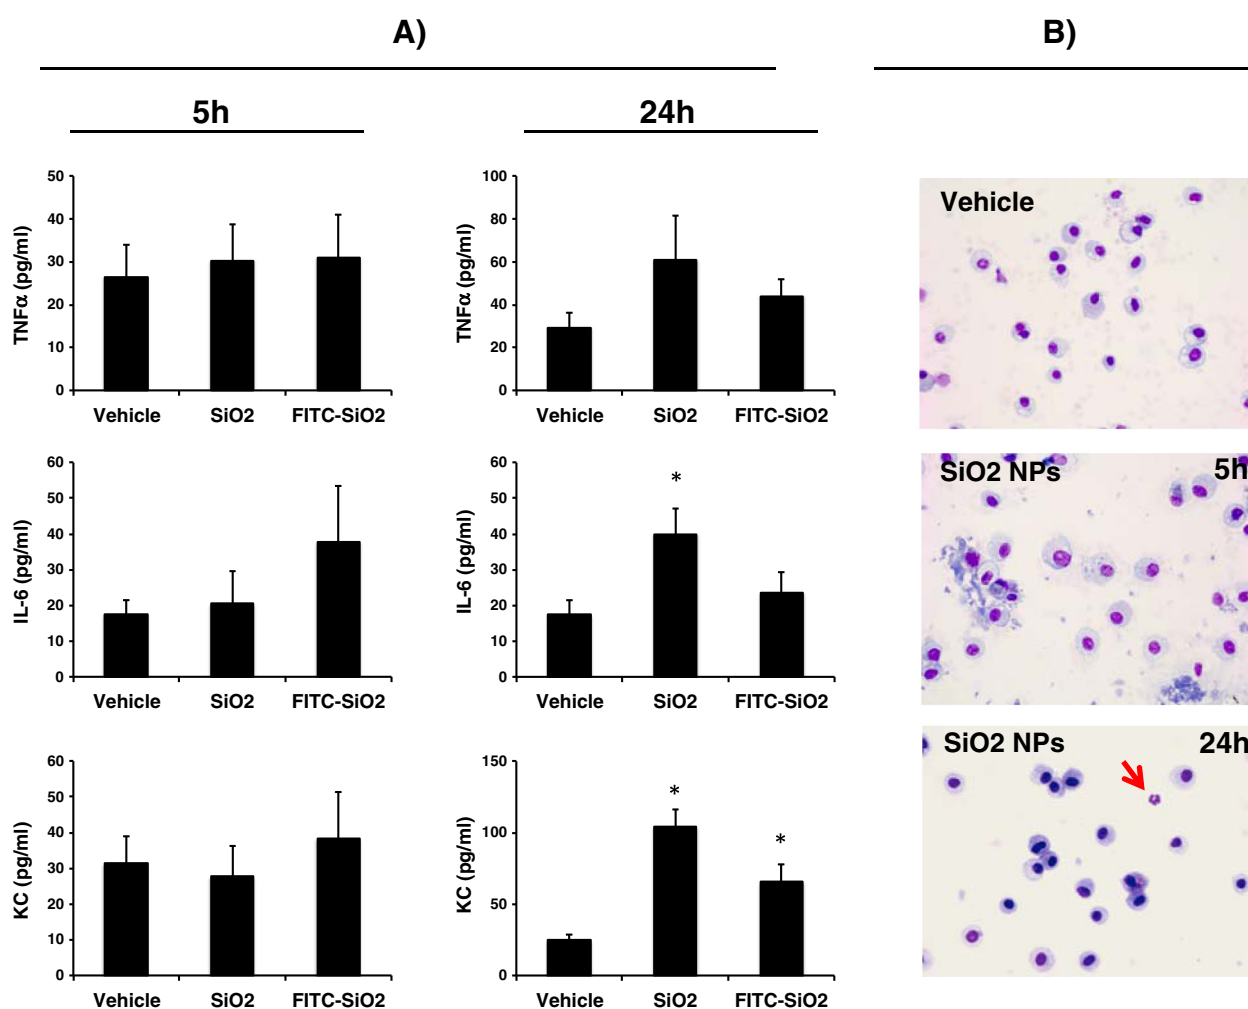 A)
B)
5h
24h
50
40
30
20
10
0
TNFα (pg/ml)
Vehicle SiO2 FITC-SiO2
100
80
60
40
20
0
TNFα (pg/ml)
Vehicle SiO2 FITC-SiO2
Vehicle
60
50
40
30
20
10
0
IL-6 (pg/ml)
Vehicle SiO2 FITC-SiO2
60
50
40
30
20
10
0
IL-6 (pg/ml)
*
Vehicle SiO2 FITC-SiO2
SiO2 NPs 5h
60
50
40
30
20
10
0
KC (pg/ml)
Vehicle SiO2 FITC-SiO2
150
100
50
0
KC (pg/ml)
*
*
Vehicle SiO2 FITC-SiO2
SiO2 NPs 24h